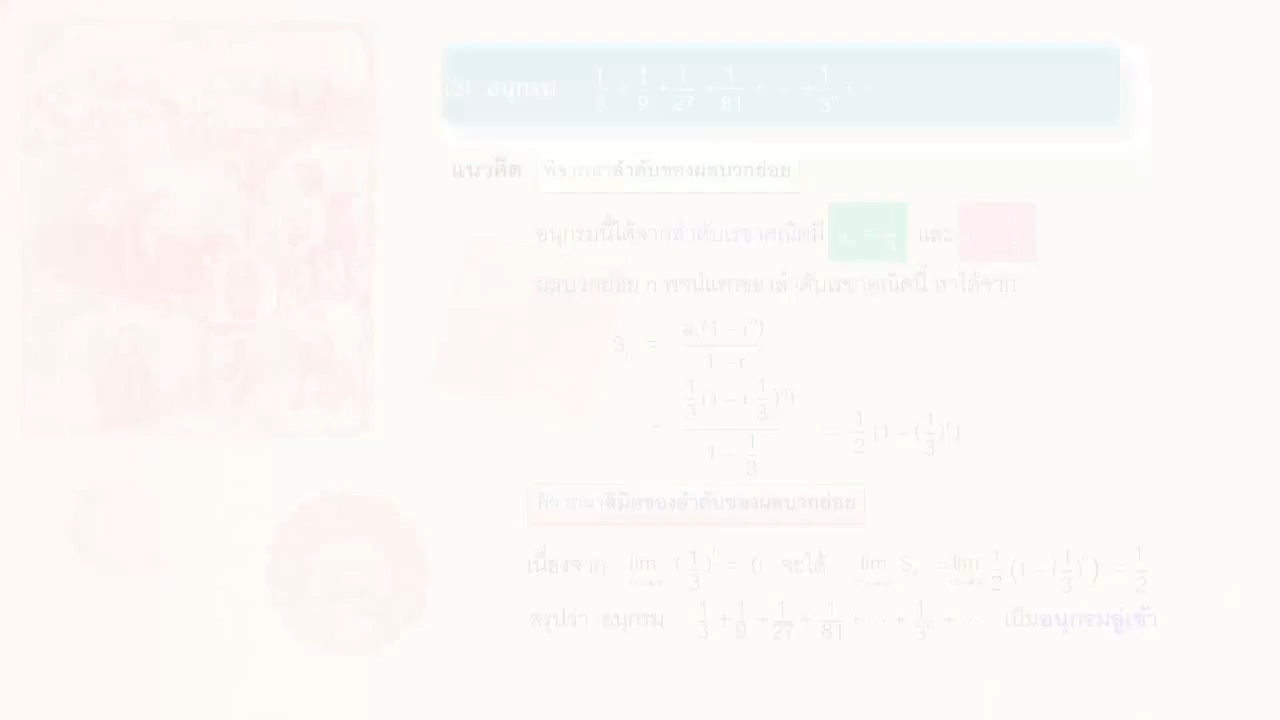 (2) อนุกรม 1/3 + 1/9 + 1/27 + 1/81 + ... + 1/3ⁿ + ...
แนวคิด พิจารณาลำดับของผลบวกย่อย
อนุกรมนี้ได้จากลำดับเรขาคณิตมี a₁ = 1/3 และ
ผลบวกย่อย n พจน์แรกของลำดับเรขาคณิตนี้ หาได้จาก
Sₙ = a₁(1 − rⁿ) / (1 − r)
= 1/3 (1 − (1/3)ⁿ) / (1 − 1/3) = 1/2 (1 − (1/3)ⁿ)
พิจารณาลิมิตของลำดับของผลบวกย่อย
เนื่องจาก lim n→∞ (1/3)ⁿ = 0 จะได้ lim n→∞ Sₙ = lim n→∞ 1/2 (1 − (1/3)ⁿ) = 1/2
สรุปว่า อนุกรม 1/3 + 1/9 + 1/27 + 1/81 + ... + 1/3ⁿ + ... เป็นอนุกรมลู่เข้า